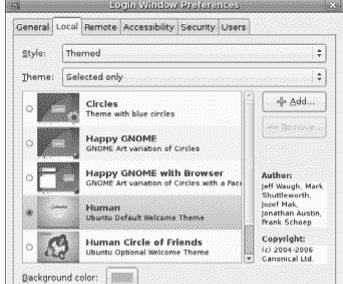 Login Window Preferences
General Local Remote Accessibility Security Users
Style: Themed
Theme: Selected only
Add...
Circles
Theme with blue circles
Remove...
Happy GNOME
GNOME Art variation of Circles
Happy GNOME with Browser
GNOME Art variation of Circles with a Face
Author:
Jeff Waugh, Mark
Shuttleworth,
Jozef Mak,
Jonathan Austin,
Frank Schoep
Human
Ubuntu Default Welcome Theme
Human Circle of Friends
Ubuntu Optional Welcome Theme
Copyright:
(c) 2004-2006
Canonical Ltd.
Background color: